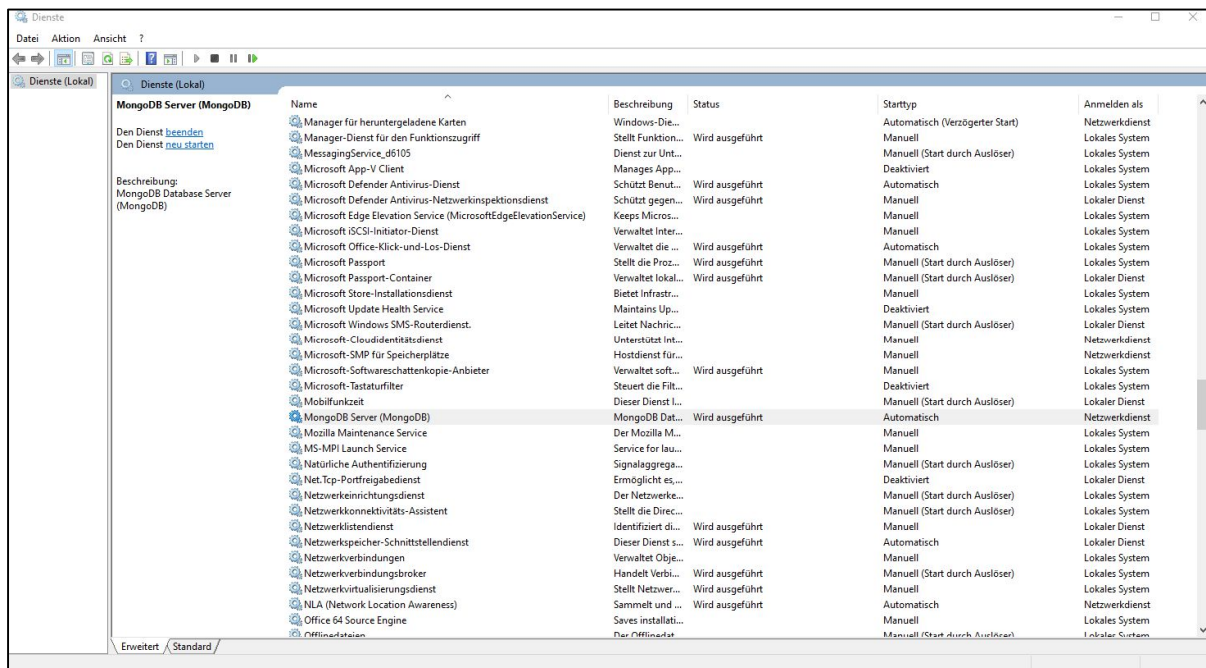 Dienste
Datei Aktion Ansicht ?
Dienste (Lokal)
Dienste (Lokal)
MongoDB Server (MongoDB)
Den Dienst beenden
Den Dienst neu starten
Beschreibung:
MongoDB Database Server
(MongoDB)
Name Beschreibung Status Starttyp Anmelden als
Manager für heruntergeladene Karten Windows-Die... Automatisch (Verzögerter Start) Netzwerkdienst
Manager-Dienst für den Funktionszugriff Stellt Funktion... Wird ausgeführt Manuell Lokales System
MessagingService_d6105 Dienst zur Unt... Manuell (Start durch Auslöser) Lokales System
Microsoft App-V Client Manages App... Deaktiviert Lokales System
Microsoft Defender Antivirus-Dienst Schützt Benut... Wird ausgeführt Automatisch Lokales System
Microsoft Defender Antivirus-Netzwerkinspektionsdienst Schützt gegen... Wird ausgeführt Manuell Lokaler Dienst
Microsoft Edge Elevation Service (MicrosoftEdgeElevationService) Keeps Micros... Manuell Lokales System
Microsoft iSCSI-Initiator-Dienst Verwaltet Inter... Manuell Lokales System
Microsoft Office-Klick-und-Los-Dienst Verwaltet die ... Wird ausgeführt Automatisch Lokales System
Microsoft Passport Stellt die Proz... Wird ausgeführt Manuell (Start durch Auslöser) Lokales System
Microsoft Passport-Container Verwaltet lokal... Wird ausgeführt Manuell (Start durch Auslöser) Lokaler Dienst
Microsoft Store-Installationsdienst Bietet Infrastr... Manuell Lokales System
Microsoft Update Health Service Maintains Up... Deaktiviert Lokales System
Microsoft Windows SMS-Routerdienst. Leitet Nachric... Manuell (Start durch Auslöser) Lokaler Dienst
Microsoft-Cloudidentitätsdienst Unterstützt Int... Manuell Netzwerkdienst
Microsoft-SMP für Speicherplätze Hostdienst für... Manuell Netzwerkdienst
Microsoft-Softwareschattenkopie-Anbieter Verwaltet soft... Wird ausgeführt Manuell Lokales System
Microsoft-Tastaturfilter Steuert die Filt... Deaktiviert Lokales System
Mobilfunkzeit Dieser Dienst l... Manuell (Start durch Auslöser) Lokaler Dienst
MongoDB Server (MongoDB) MongoDB Dat... Wird ausgeführt Automatisch Netzwerkdienst
Mozilla Maintenance Service Der Mozilla M... Manuell Lokales System
MS-MPI Launch Service Service for lau... Manuell Lokales System
Natürliche Authentifizierung Signalaggrega... Manuell (Start durch Auslöser) Lokales System
Net.Tcp-Portfreigabedienst Ermöglicht es,... Deaktiviert Lokaler Dienst
Netzwerkeinrichtungsdienst Der Netzwerke... Manuell (Start durch Auslöser) Lokales System
Netzwerkkonnektivitäts-Assistent Stellt die Direc... Manuell (Start durch Auslöser) Lokales System
Netzwerklistendienst Identifiziert di... Wird ausgeführt Manuell Lokaler Dienst
Netzwerkspeicher-Schnittstellendienst Dieser Dienst s... Wird ausgeführt Automatisch Lokaler Dienst
Netzwerkverbindungen Verwaltet Obje... Manuell Lokales System
Netzwerkverbindungsbroker Handelt Verbi... Wird ausgeführt Manuell (Start durch Auslöser) Lokales System
Netzwerkvirtualisierungsdienst Stellt Netzwer... Wird ausgeführt Manuell Lokales System
NLA (Network Location Awareness) Sammelt und ... Wird ausgeführt Automatisch Netzwerkdienst
Office 64 Source Engine Saves installati... Manuell Lokales System
Offlinedateien Der Offlinedat... Manuell (Start durch Auslöser) Lokales System
Erweitert Standard